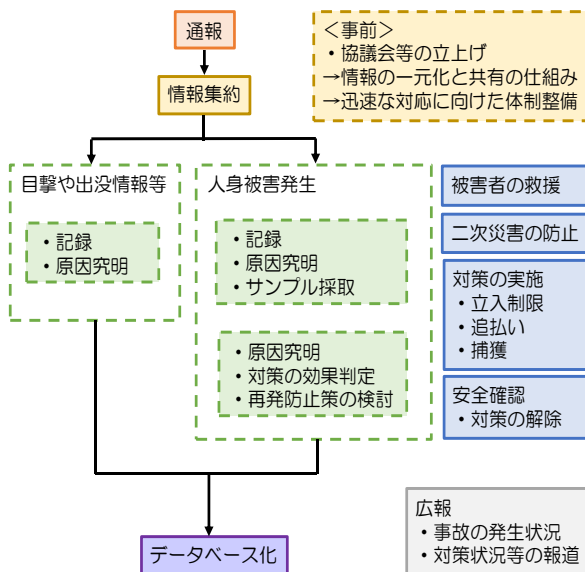 通報
<事前>
・協議会等の立上げ
→情報の一元化と共有の仕組み
→迅速な対応に向けた体制整備
情報集約
目撃や出没情報等
・記録
・原因究明
人身被害発生
・記録
・原因究明
・サンプル採取
・原因究明
・対策の効果判定
・再発防止策の検討
被害者の救援
二次災害の防止
対策の実施
・立入制限
・追払い
・捕獲
安全確認
・対策の解除
データベース化
広報
・事故の発生状況
・対策状況等の報道